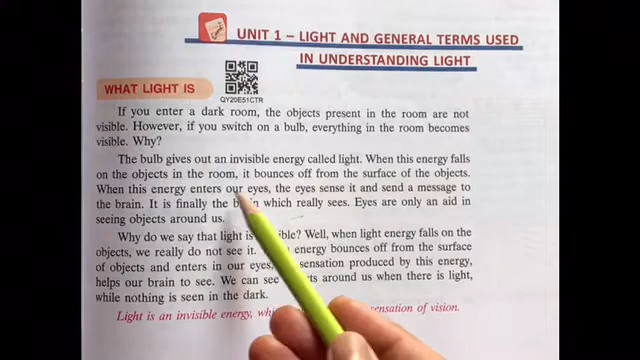 UNIT 1 – LIGHT AND GENERAL TERMS USED
IN UNDERSTANDING LIGHT
QY20E51CTR
WHAT LIGHT IS
If you enter a dark room, the objects present in the room are not
visible. However, if you switch on a bulb, everything in the room becomes
visible. Why?
The bulb gives out an invisible energy called light. When this energy falls
on the objects in the room, it bounces off from the surface of the objects.
When this energy enters our eyes, the eyes sense it and send a message to
the brain. It is finally the brain which really sees. Eyes are only an aid in
seeing objects around us.
Why do we say that light is Well, when light energy falls on the
objects, we really do not see it. energy bounces off from the surface
of objects and enters in our eyes, sensation produced by this energy,
helps our brain to see. We can see around us when there is light,
while nothing is seen in the dark.
Light is an invisible energy, sensation of vision.